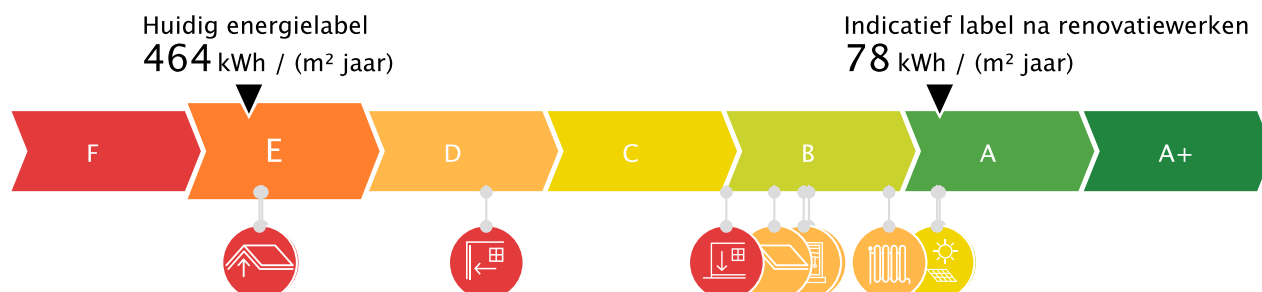 Huidig energielabel
464 kWh / (m² jaar)
Indicatief label na renovatiewerken
78 kWh / (m² jaar)
F
E
D
C
B
A
A+